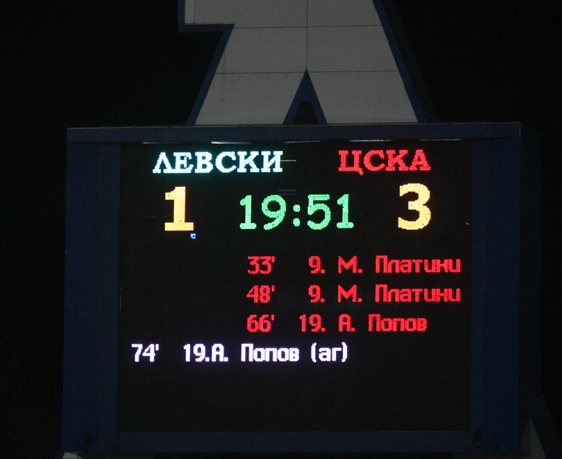 ЛЕВСКИ ЦСКА
1 19:51 3
33' 9. М. Платини
48' 9. М. Платини
66' 19. А. Попов
74' 19.А. Попов (аг)